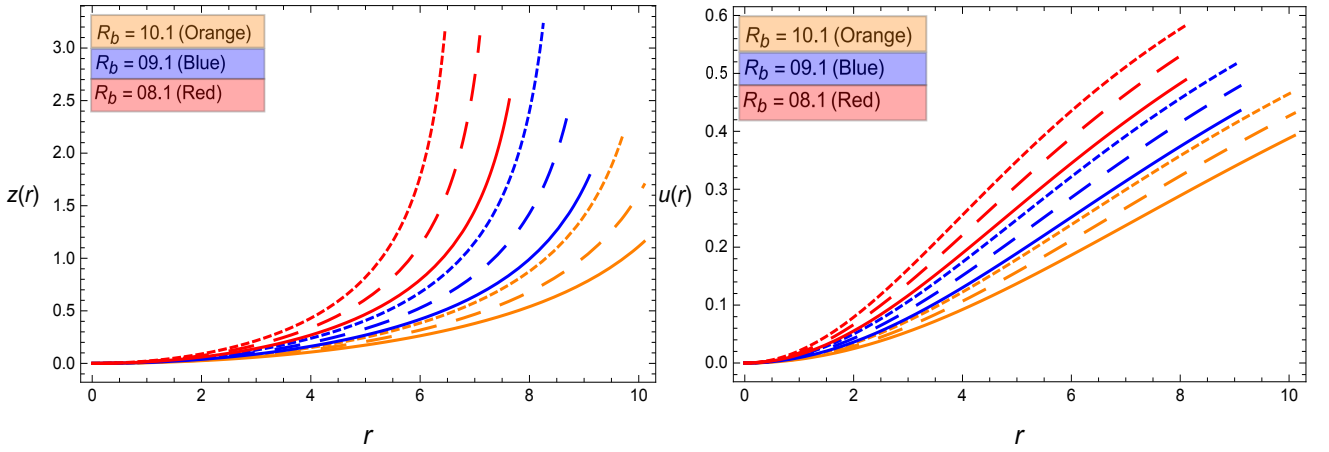 R_b = 10.1 (Orange)
R_b = 09.1 (Blue)
R_b = 08.1 (Red)
z(r)
3.0
2.5
2.0
1.5
1.0
0.5
0.0
0 2 4 6 8 10
r
R_b = 10.1 (Orange)
R_b = 09.1 (Blue)
R_b = 08.1 (Red)
u(r)
0.6
0.5
0.4
0.3
0.2
0.1
0.0
0 2 4 6 8 10
r